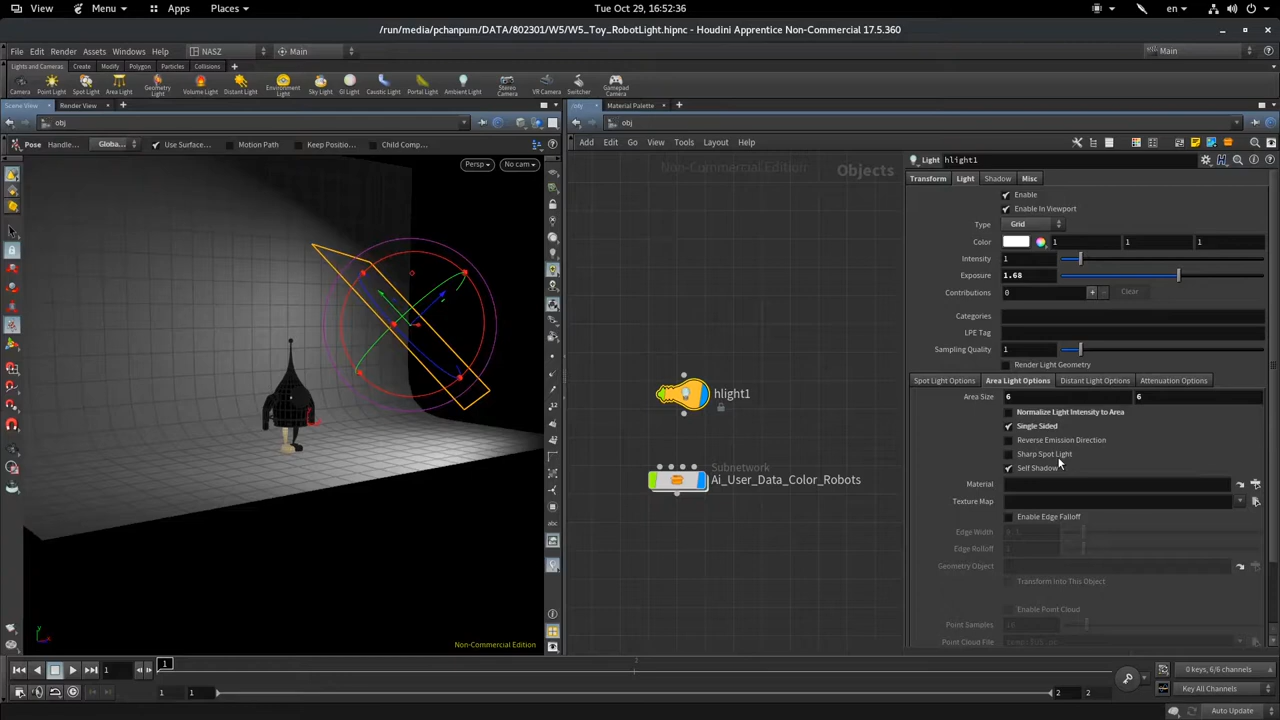 View Menu Apps Places Tue Oct 29, 16:52:36 en
/run/media/pchanpum/DATA/802301/W5/W5_Toy_RobotLight.hipnc - Houdini Apprentice Non-Commercial 17.5.360
File Edit Render Assets Windows Help NASZ Main Main
Lights and Cameras Create Modify Polygon Particles Collisions
Camera Point Light Spot Light Area Light Geometry Light Volume Light Distant Light Environment Light Sky Light GI Light Caustic Light Portal Light Ambient Light Stereo Camera VR Camera Switcher Gamepad Camera
Scene View Render View Material Palette
obj obj
Pose Handle... Globa... Use Surface... Motion Path Keep Positio... Child Comp...
Add Edit Go View Tools Layout Help
Persp No cam
Non-Commercial Edition Objects
Light hlight1
Transform Light Shadow Misc
Enable
Enable In Viewport
Type Grid
Color 1 1 1
Intensity 1
Exposure 1.68
Contributions 0 Clear
Categories
LPE Tag
Sampling Quality 1
Render Light Geometry
Spot Light Options Area Light Options Distant Light Options Attenuation Options
Area Size 6 6
Normalize Light Intensity to Area
Single Sided
Reverse Emission Direction
Sharp Spot Light
Self Shadow
Material
Texture Map
Enable Edge Falloff
Edge Width
Edge Rolloff
Geometry Object
Transform Into This Object
Enable Point Cloud
Point Samples
Point Cloud File
hlight1
Subnetwork
Ai_User_Data_Color_Robots
abc
y
x
Non-Commercial Edition
1 1 2
0 keys, 6/6 channels
1 1 2 2
Key All Channels
Auto Update